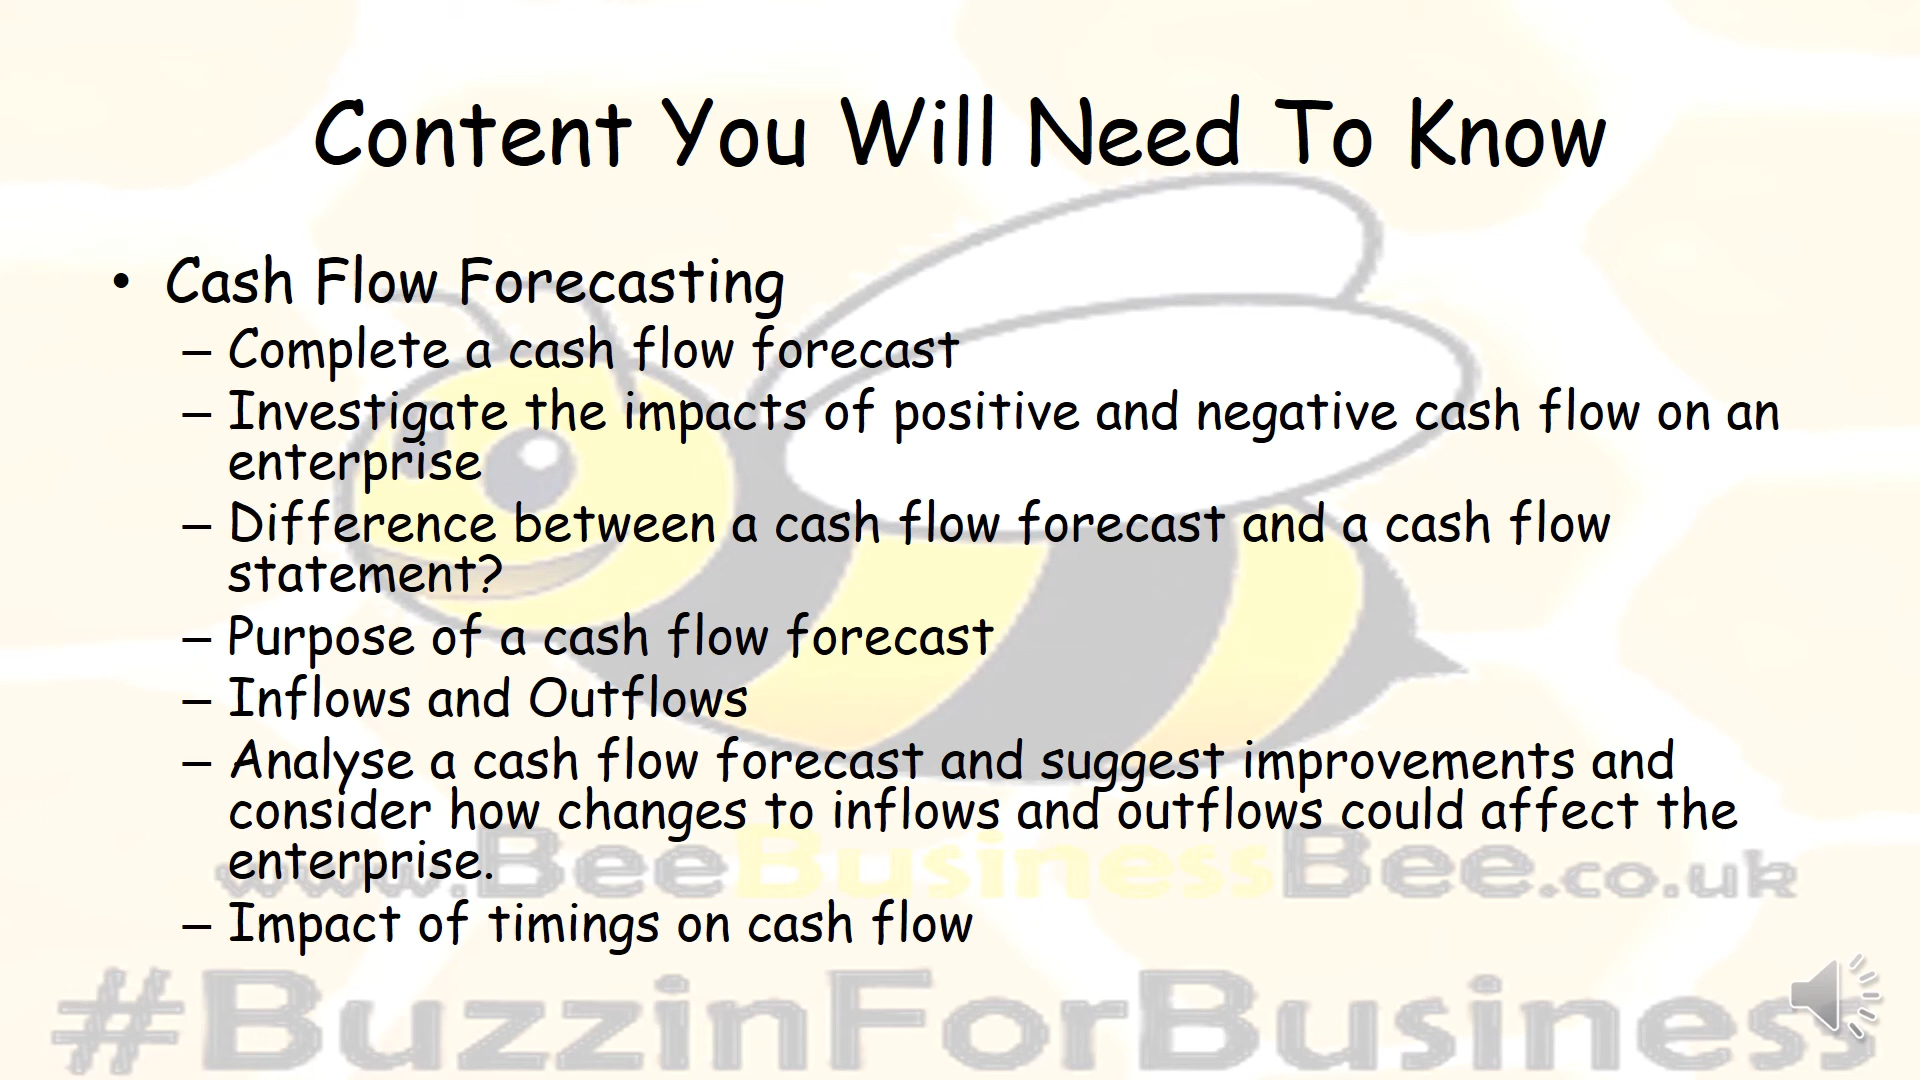 Content You Will Need To Know
• Cash Flow Forecasting
– Complete a cash flow forecast
– Investigate the impacts of positive and negative cash flow on an
enterprise
– Difference between a cash flow forecast and a cash flow
statement?
– Purpose of a cash flow forecast
– Inflows and Outflows
– Analyse a cash flow forecast and suggest improvements and
consider how changes to inflows and outflows could affect the
enterprise.
www.BeeBusinessBee.co.uk
– Impact of timings on cash flow
#BuzzinForBusiness